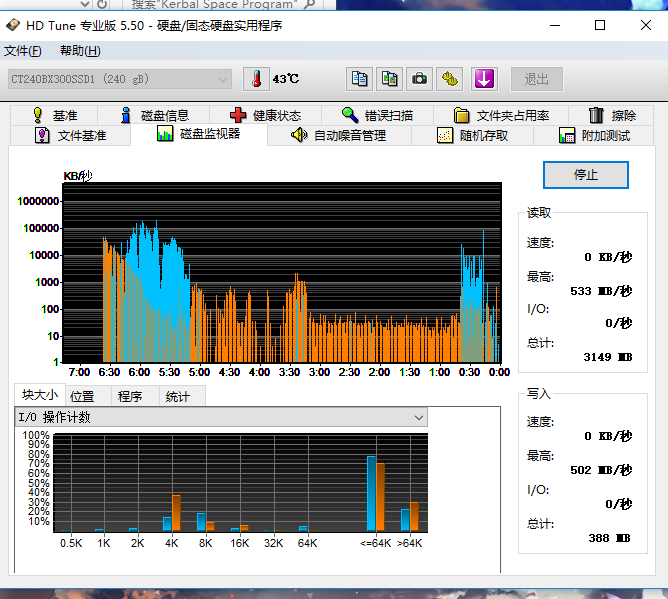 搜索"Kerbal Space Program"
HD Tune 专业版 5.50 - 硬盘/固态硬盘实用程序
文件(F) 帮助(H)
CT240BX300SSD1 (240 gB) 43℃ 退出
基准 磁盘信息 健康状态 错误扫描 文件夹占用率 擦除
文件基准 磁盘监视器 自动噪音管理 随机存取 附加测试
KB/秒
停止
1000000
100000
10000
1000
100
10
1
7:00 6:30 6:00 5:30 5:00 4:30 4:00 3:30 3:00 2:30 2:00 1:30 1:00 0:30 0:00
读取
速度:
0 KB/秒
最高:
533 MB/秒
I/O:
0/秒
总计:
3149 MB
块大小 位置 程序 统计
I/O 操作计数
100%
90%
80%
70%
60%
50%
40%
30%
20%
10%
0.5K 1K 2K 4K 8K 16K 32K 64K <=64K >64K
写入
速度:
0 KB/秒
最高:
502 MB/秒
I/O:
0/秒
总计:
388 MB